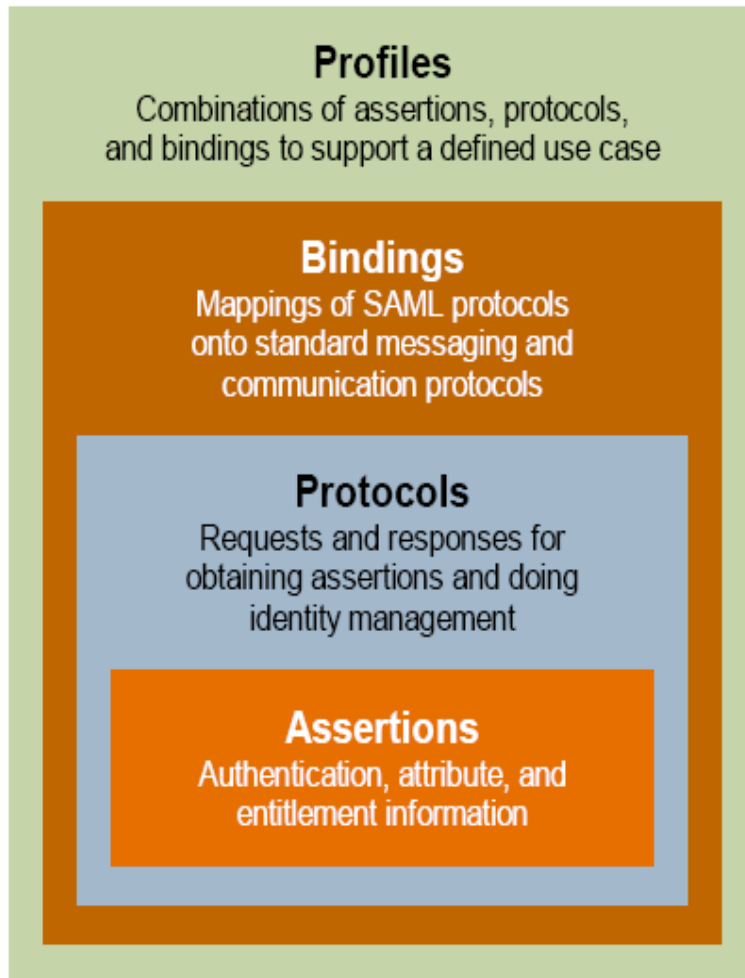 Profiles
Combinations of assertions, protocols,
and bindings to support a defined use case
Bindings
Mappings of SAML protocols
onto standard messaging and
communication protocols
Protocols
Requests and responses for
obtaining assertions and doing
identity management
Assertions
Authentication, attribute, and
entitlement information